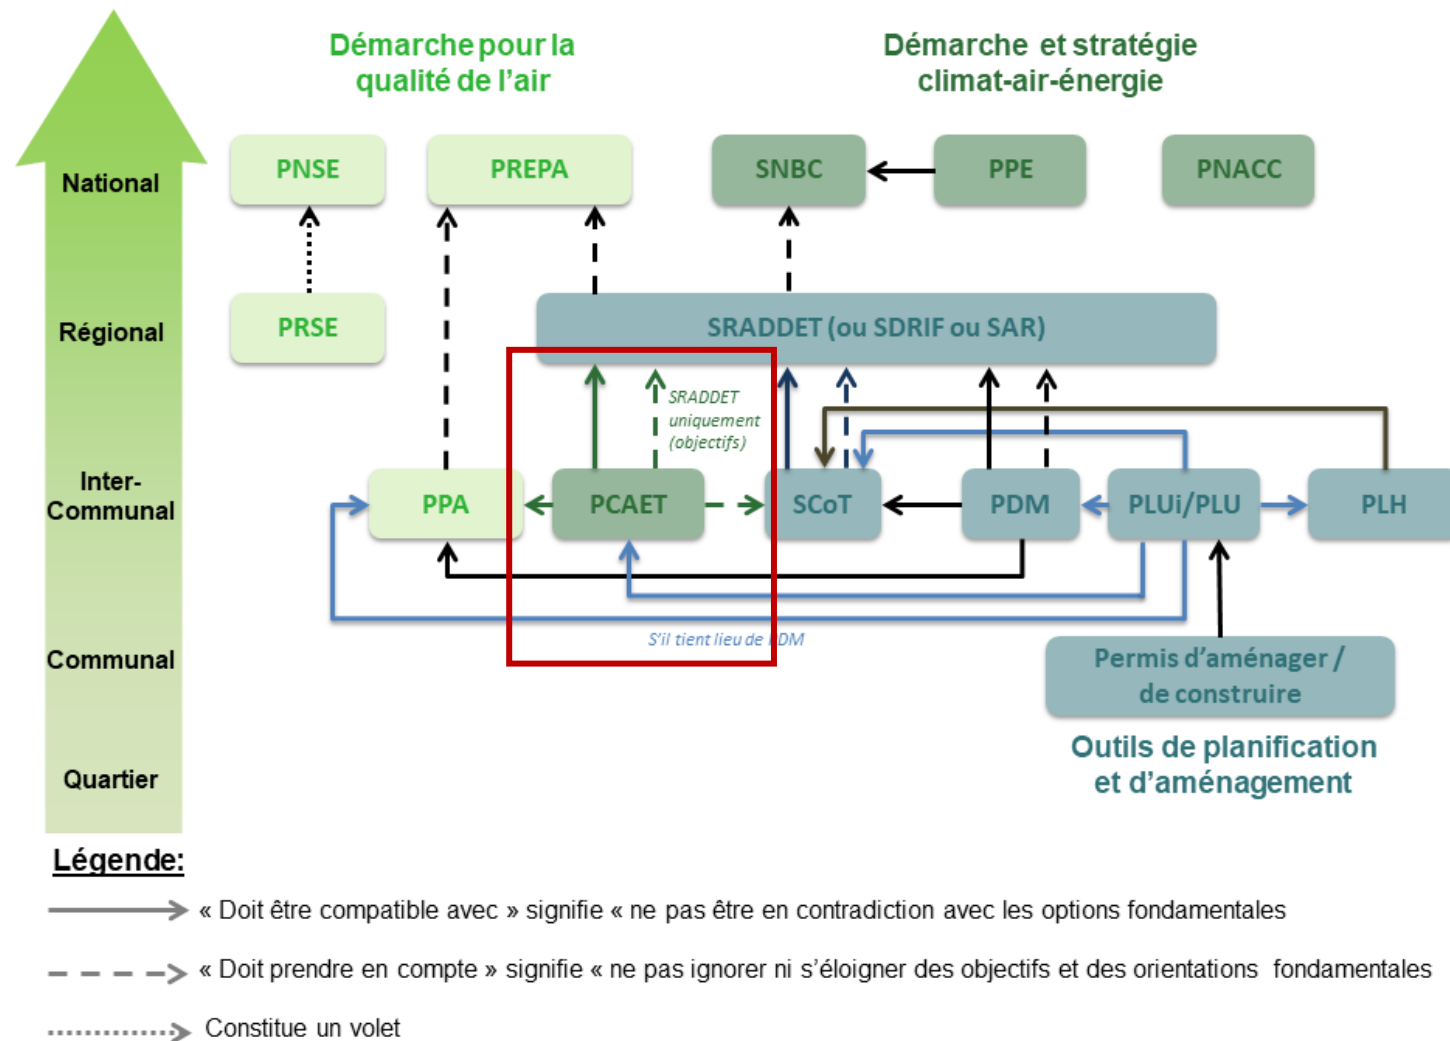 Démarche pour la
qualité de l'air
Démarche et stratégie
climat-air-énergie
National
PNSE
PREPA
SNBC
PPE
PNACC
Régional
PRSE
SRADDET (ou SDRIF ou SAR)
SRADDET
uniquement
(objectifs)
Inter-
Communal
PPA
PCAET
SCoT
PDM
PLUi/PLU
PLH
S'il tient lieu de PDM
Communal
Permis d'aménager /
de construire
Quartier
Outils de planification
et d'aménagement
Légende:
« Doit être compatible avec » signifie « ne pas être en contradiction avec les options fondamentales
« Doit prendre en compte » signifie « ne pas ignorer ni s'éloigner des objectifs et des orientations fondamentales
Constitue un volet